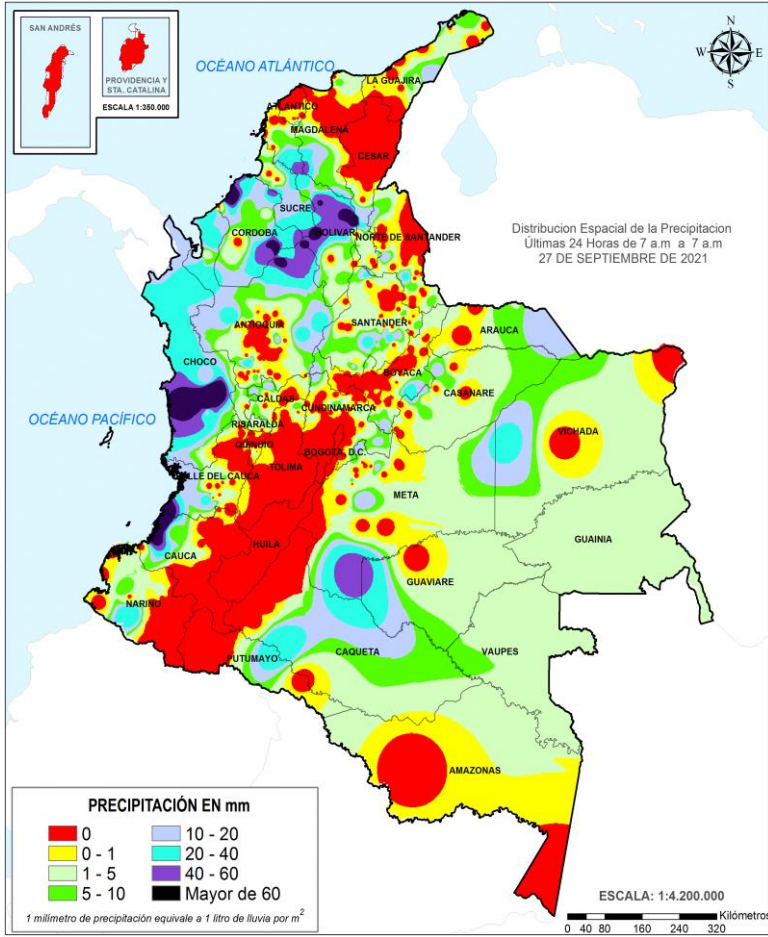 SAN ANDRÉS
PROVIDENCIA Y
STA. CATALINA
ESCALA 1:350.000
OCÉANO ATLÁNTICO
N
W E
S
LA GUAJIRA
ATLANTICO
MAGDALENA
CESAR
SUCRE
CORDOBA
BOLIVAR
NORTE DE SANTANDER
Distribucion Espacial de la Precipitacion
Últimas 24 Horas de 7 a.m a 7 a.m
27 DE SEPTIEMBRE DE 2021
ANTIOQUIA
SANTANDER
ARAUCA
CHOCO
BOYACA
CASANARE
CALDAS
CUNDINAMARCA
OCÉANO PACÍFICO
RISARALDA
QUINDIO
BOGOTA, D.C.
VICHADA
TOLIMA
VALLE DEL CAUCA
META
HUILA
GUAINIA
CAUCA
GUAVIARE
NARIÑO
PUTUMAYO
CAQUETA
VAUPES
AMAZONAS
PRECIPITACIÓN EN mm
0
0 - 1
1 - 5
5 - 10
10 - 20
20 - 40
40 - 60
Mayor de 60
1 milímetro de precipitación equivale a 1 litro de lluvia por m²
ESCALA: 1:4.200.000
Kilómetros
0 40 80 160 240 320